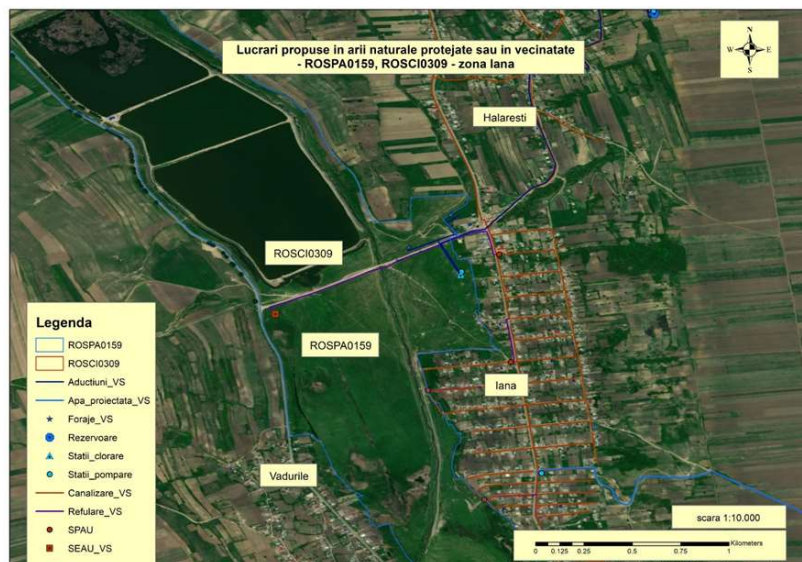 Lucrari propuse in arii naturale protejate sau in vecinatate
- ROSPA0159, ROSCI0309 - zona Iana
N
W E
S
Halaresti
ROSCI0309
ROSPA0159
Iana
Vadurile
Legenda
ROSPA0159
ROSCI0309
Aductiuni_VS
Apa_proiectata_VS
Foraje_VS
Rezervoare
Statii_clorare
Statii_pompare
Canalizare_VS
Refulare_VS
SPAU
SEAU_VS
scara 1:10.000
Kilometers
0 0.125 0.25 0.5 0.75 1